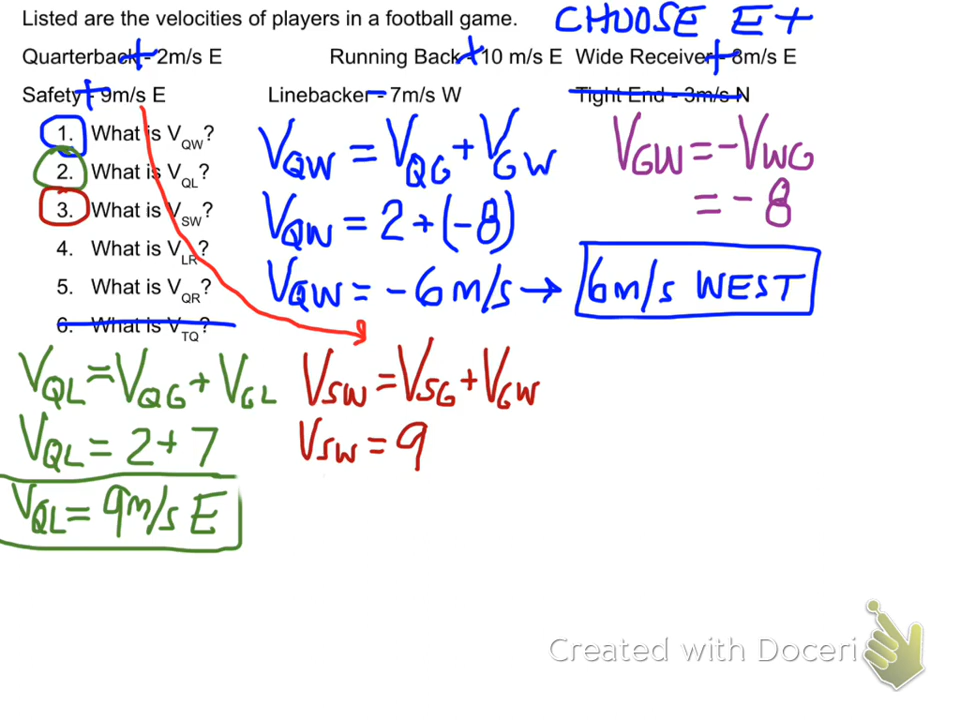 Listed are the velocities of players in a football game. CHOOSE E+
Quarterback + 2m/s E Running Back + 10 m/s E Wide Receiver + 8m/s E
Safety + 9m/s E Linebacker - 7m/s W Tight End - 3m/s N
1. What is V_QW?
2. What is V_QL?
3. What is V_SW?
4. What is V_LR?
5. What is V_QR?
6. What is V_TQ?
V_QW = V_QG + V_GW
V_QW = 2 + (-8)
V_QW = -6 m/s → 6m/s WEST
V_GW = -V_WG
= -8
V_QL = V_QG + V_GL
V_QL = 2 + 7
V_QL = 9m/s E
V_SW = V_SG + V_GW
V_SW = 9
Created with Doceri